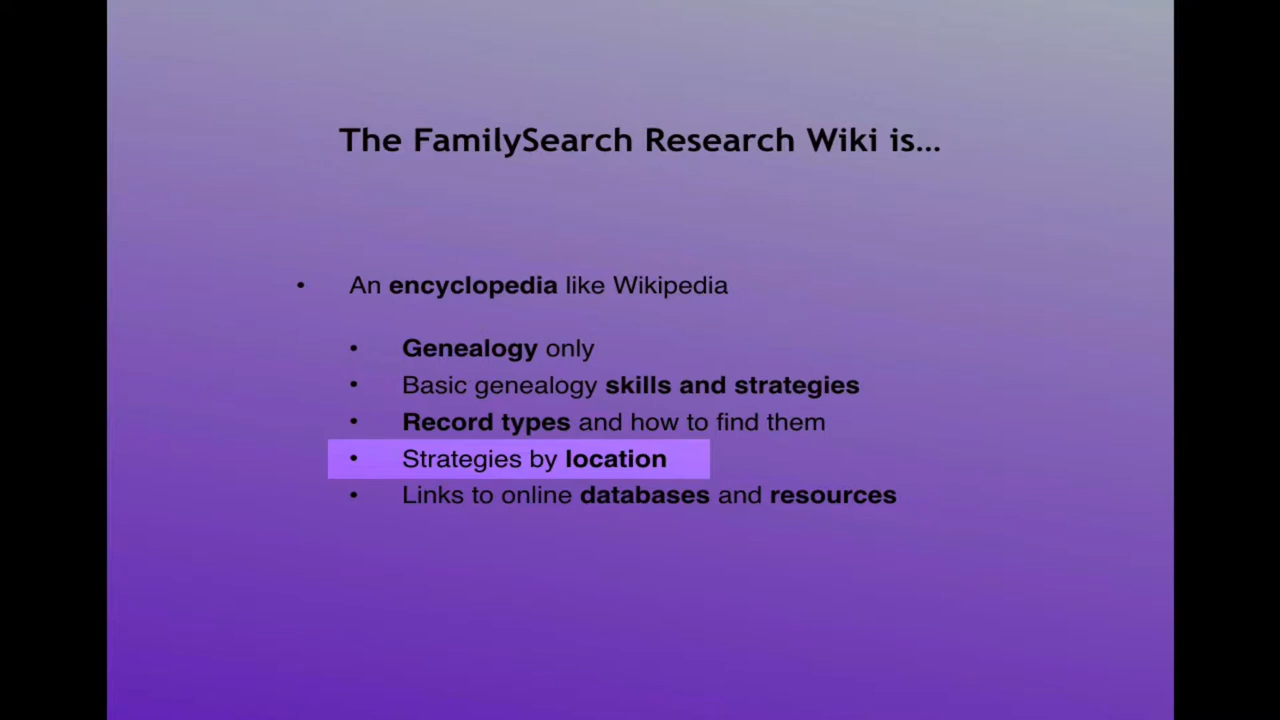 The FamilySearch Research Wiki is...
• An encyclopedia like Wikipedia
• Genealogy only
• Basic genealogy skills and strategies
• Record types and how to find them
• Strategies by location
• Links to online databases and resources